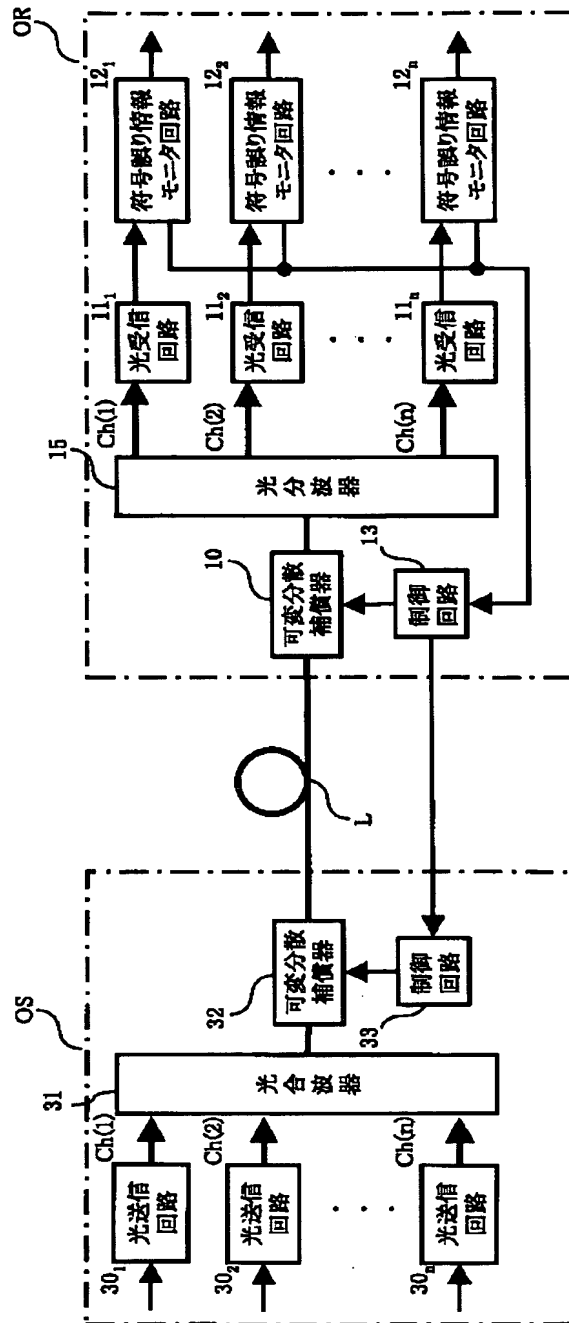 OS
30₁
光送信
回路
Ch(1)
30₂
光送信
回路
Ch(2)
· · ·
30ₙ
光送信
回路
Ch(n)
31
光合波器
32
可変分散
補償器
33
制御
回路
L
OR
10
可変分散
補償器
13
制御
回路
15
光分波器
Ch(1)
11₁
光受信
回路
12₁
符号誤り情報
モニタ回路
Ch(2)
11₂
光受信
回路
12₂
符号誤り情報
モニタ回路
· · ·
· · ·
Ch(n)
11ₙ
光受信
回路
12ₙ
符号誤り情報
モニタ回路